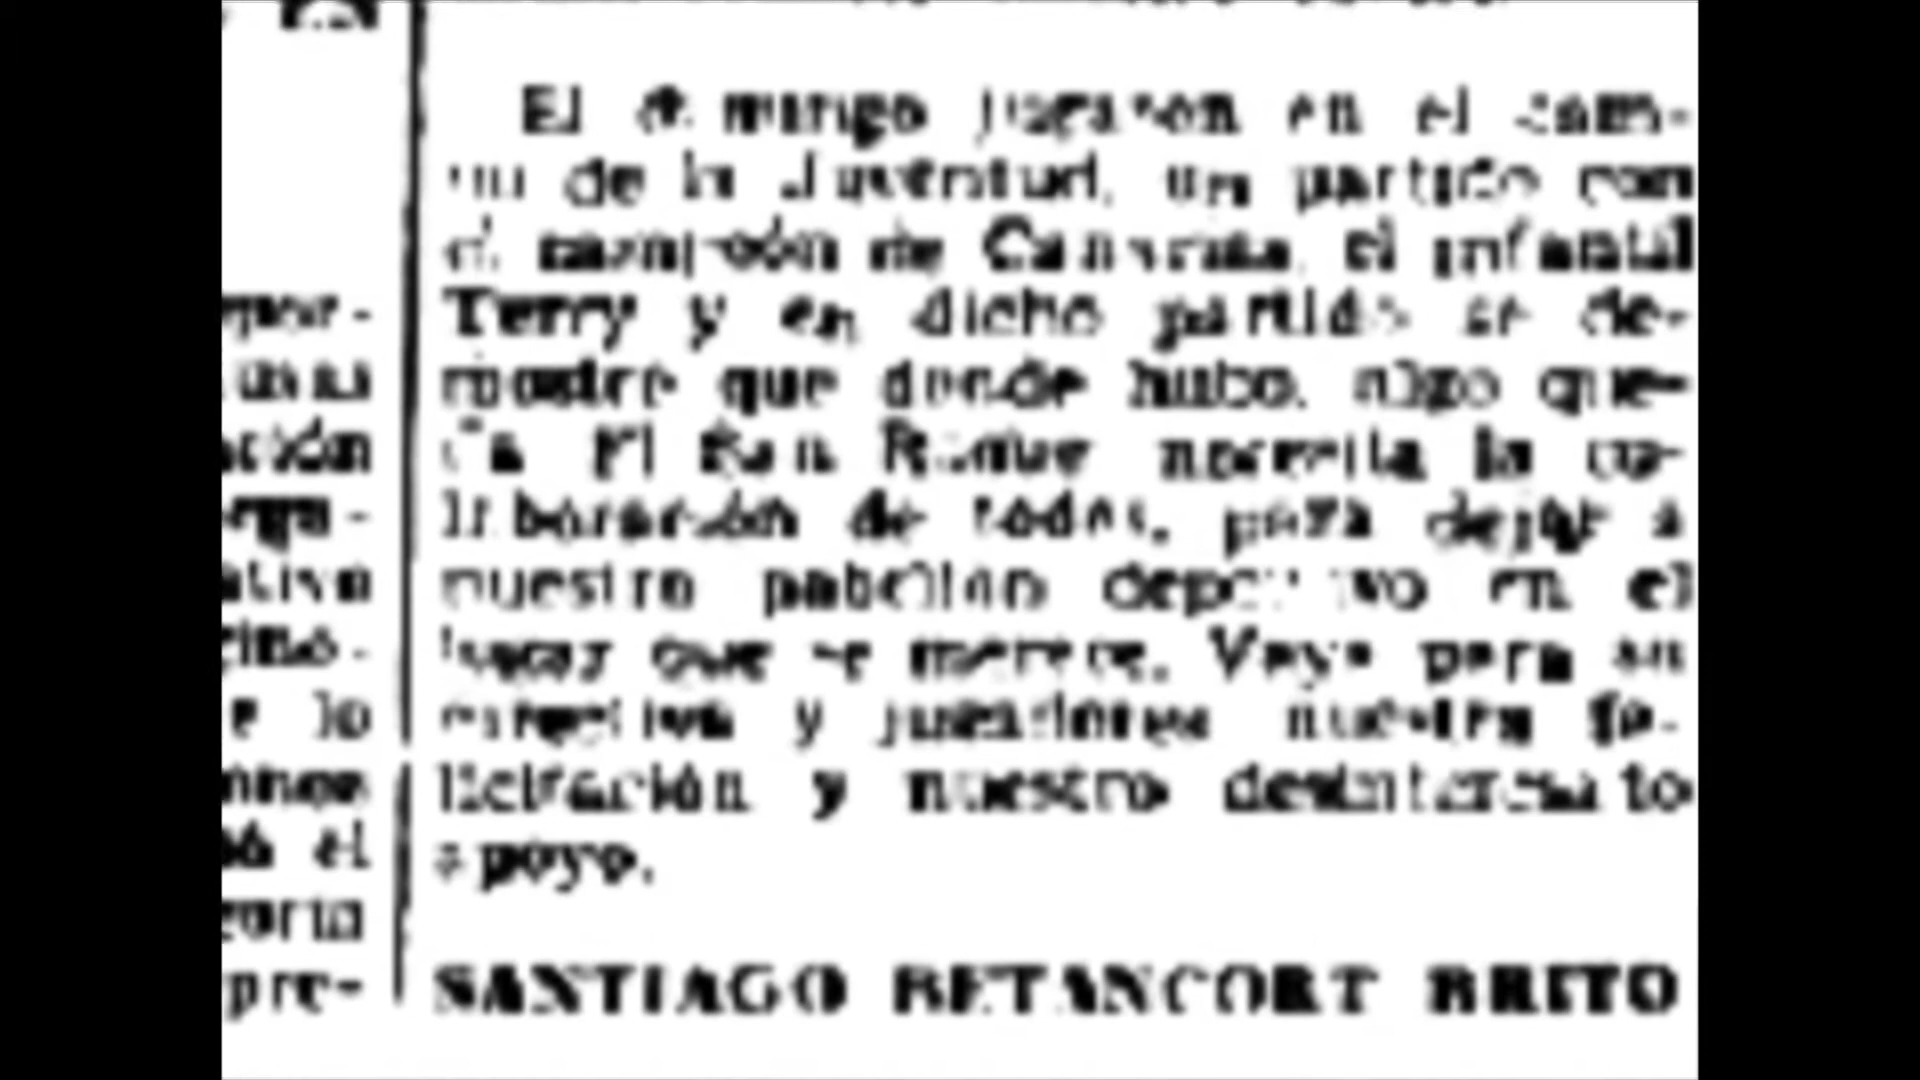 El domingo jugaron en el cam-
po de la Juventud, un partido con
el campeón de Canarias, el infantil
Terry y en dicho partido se de-
mostró que donde hubo, algo que-
da. El San Roque necesita la co-
laboración de todos, para dejar a
nuestro pabellón deportivo en el
lugar que se merece. Vaya para su
directiva y jugadores nuestra fe-
licitación y nuestro desinteresado
apoyo.
SANTIAGO BETANCORT BRITO
e lo
ó el
pre-